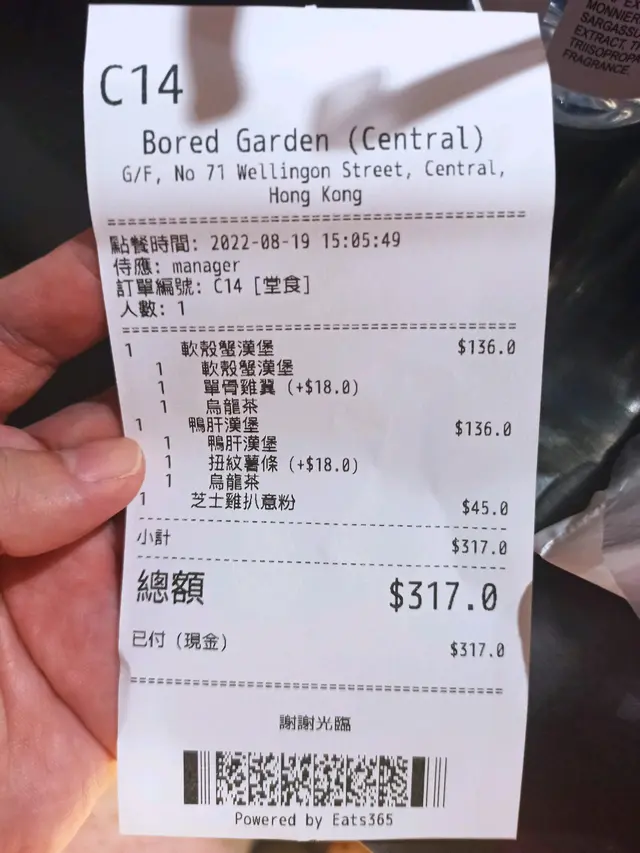 C14
Bored Garden (Central)
G/F, No 71 Wellingon Street, Central,
Hong Kong
點餐時間: 2022-08-19 15:05:49
侍應: manager
訂單編號: C14 [堂食]
人數: 1
1 軟殼蟹漢堡 $136.0
1 軟殼蟹漢堡
1 單骨雞翼 (+$18.0)
1 烏龍茶
1 鴨肝漢堡 $136.0
1 鴨肝漢堡
1 扭紋薯條 (+$18.0)
1 烏龍茶
1 芝士雞扒意粉 $45.0
小計 $317.0
總額 $317.0
已付 (現金) $317.0
謝謝光臨
Powered by Eats365
MONNIE
SARGASSU
EXTRACT, T
TRIISOPROPA
FRAGRANCE.